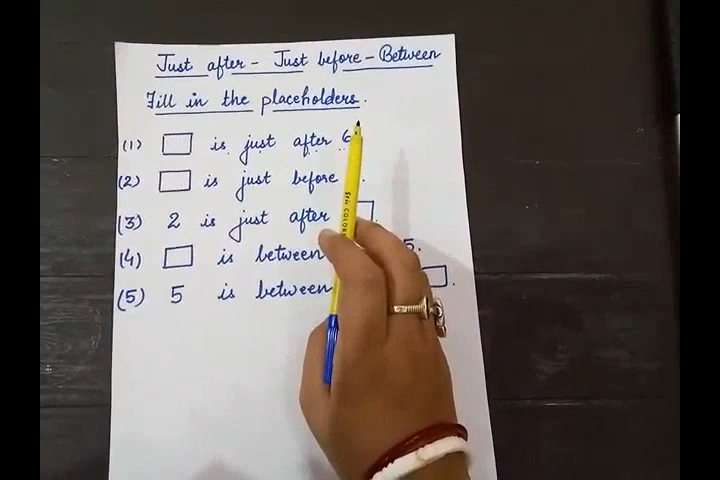 Just after - Just before - Between
Fill in the placeholders.
(1) □ is just after 6
(2) □ is just before .
(3) 2 is just after □.
(4) □ is between 5.
(5) 5 is between □.